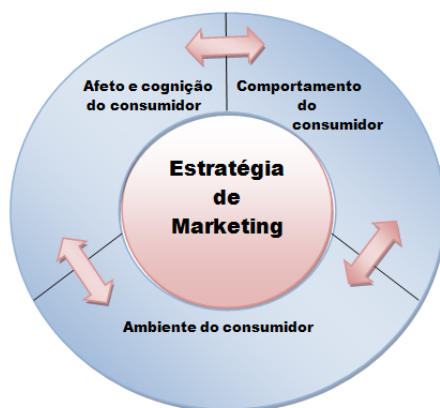 Afeto e cognição
do consumidor
Comportamento
do
consumidor
Estratégia
de
Marketing
Ambiente do consumidor